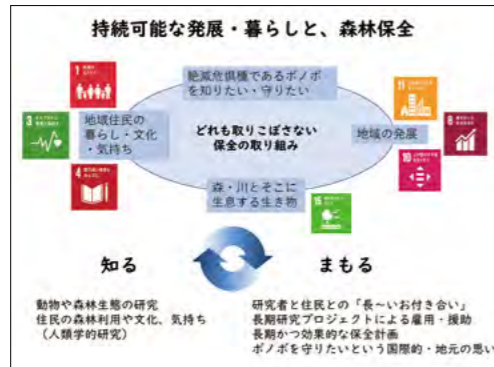 持続可能な発展・暮らしと、森林保全
絶滅危惧種であるボノボ
を知りたい・守りたい
1
11
3
地域住民の
暮らし・文化
・気持ち
どれも取りこぼさない
保全の取り組み
地域の発展
8
4
10
森・川とそこに
生息する生き物
15
知る
まもる
動物や森林生態の研究
住民の森林利用や文化、気持ち
(人類学的研究)
研究者と住民との「長~いお付き合い」
長期研究プロジェクトによる雇用・援助
長期かつ効果的な保全計画
ボノボを守りたいという国際的・地元の思い